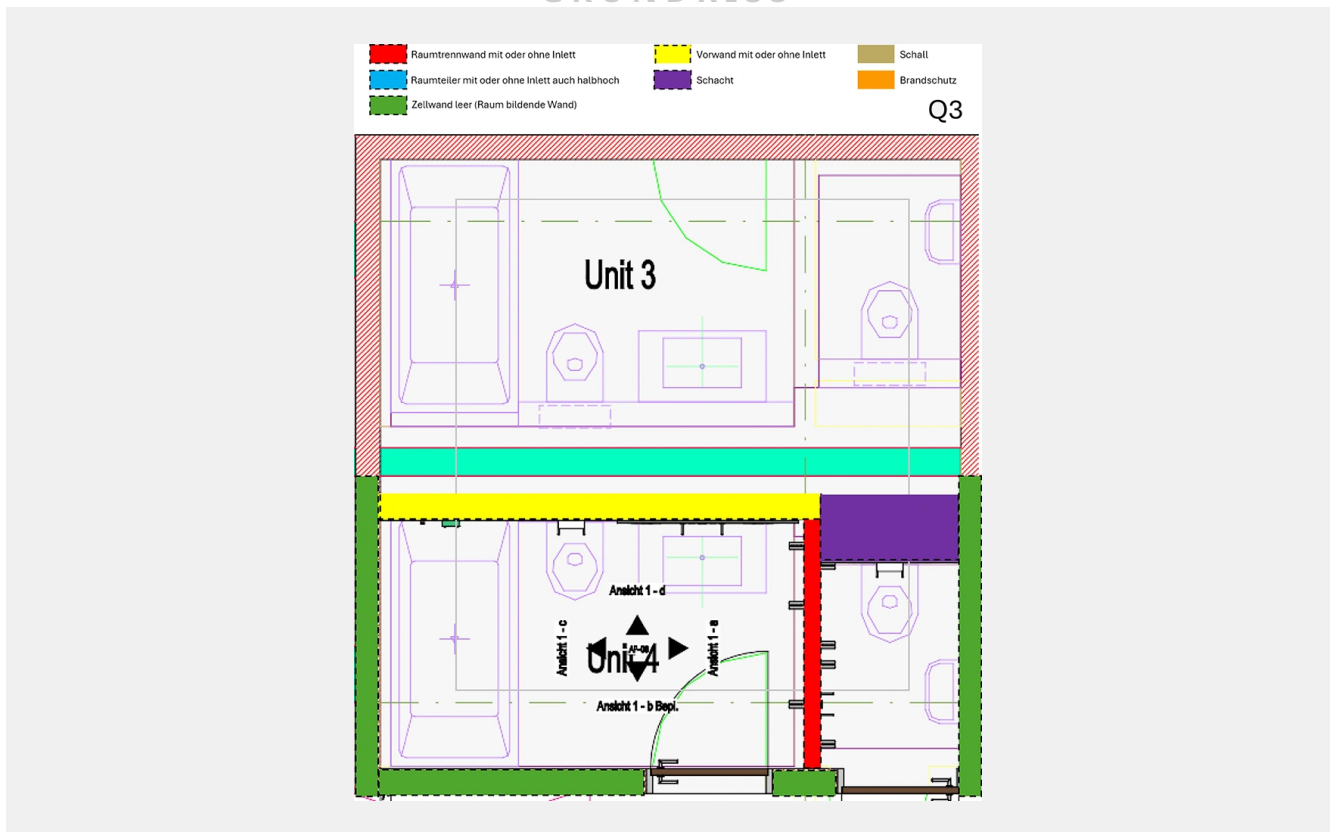 GRUNDRISS
Raumtrennwand mit oder ohne Inlett
Vorwand mit oder ohne Inlett
Schall
Raumteiler mit oder ohne Inlett auch halbhoch
Schacht
Brandschutz
Zellwand leer (Raum bildende Wand)
Q3
Unit 3
Ansicht 1 - d
Ansicht 1 - c
Ansicht 1 - a
Unit 4
Ansicht 1 - b Bepl.